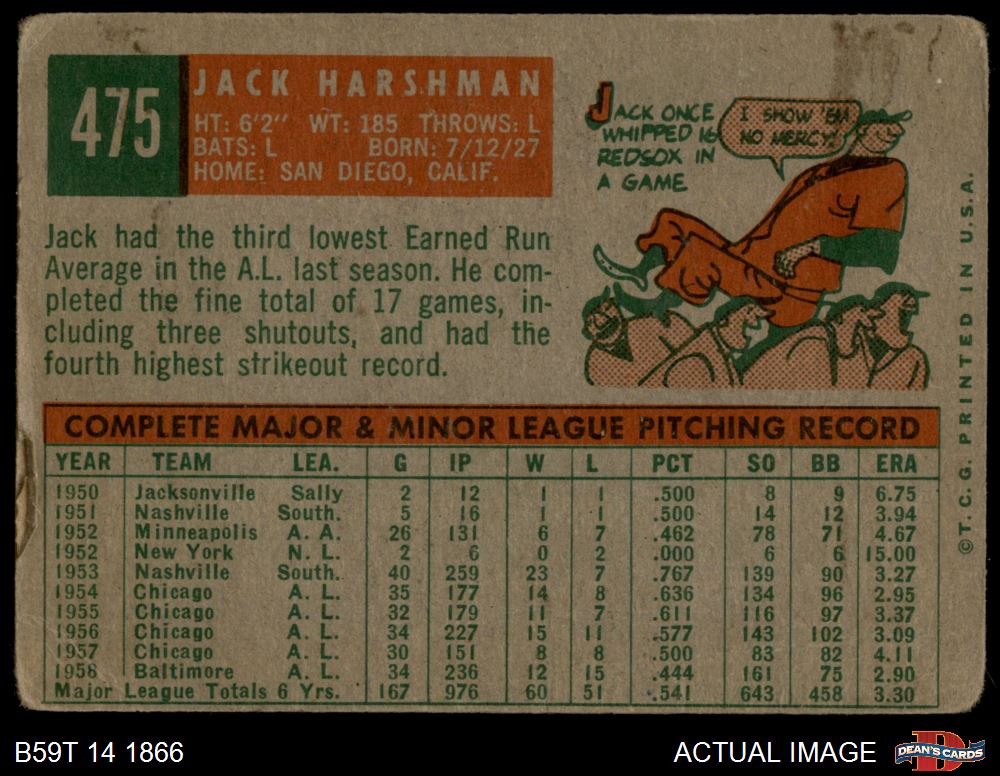 475
JACK HARSHMAN
HT: 6'2" WT: 185 THROWS: L
BATS: L BORN: 7/12/27
HOME: SAN DIEGO, CALIF.
JACK ONCE
WHIPPED 16
REDSOX IN
A GAME
I SHOW 'EM
NO MERCY!
Jack had the third lowest Earned Run
Average in the A.L. last season. He com-
pleted the fine total of 17 games, in-
cluding three shutouts, and had the
fourth highest strikeout record.
COMPLETE MAJOR & MINOR LEAGUE PITCHING RECORD
YEAR TEAM LEA. G IP W L PCT SO BB ERA
1950 Jacksonville Sally 2 12 1 1 .500 8 9 6.75
1951 Nashville South. 5 16 1 1 .500 14 12 3.94
1952 Minneapolis A. A. 26 131 6 7 .462 78 71 4.67
1952 New York N. L. 2 6 0 2 .000 6 6 15.00
1953 Nashville South. 40 259 23 7 .767 139 90 3.27
1954 Chicago A. L. 35 177 14 8 .636 134 96 2.95
1955 Chicago A. L. 32 179 11 7 .611 116 97 3.37
1956 Chicago A. L. 34 227 15 11 .577 143 102 3.09
1957 Chicago A. L. 30 151 8 8 .500 83 82 4.11
1958 Baltimore A. L. 34 236 12 15 .444 161 75 2.90
Major League Totals 6 Yrs. 167 976 60 51 .541 643 458 3.30
© T. C. G. PRINTED IN U.S.A.
B59T 14 1866
ACTUAL IMAGE
D
DEAN'S CARDS